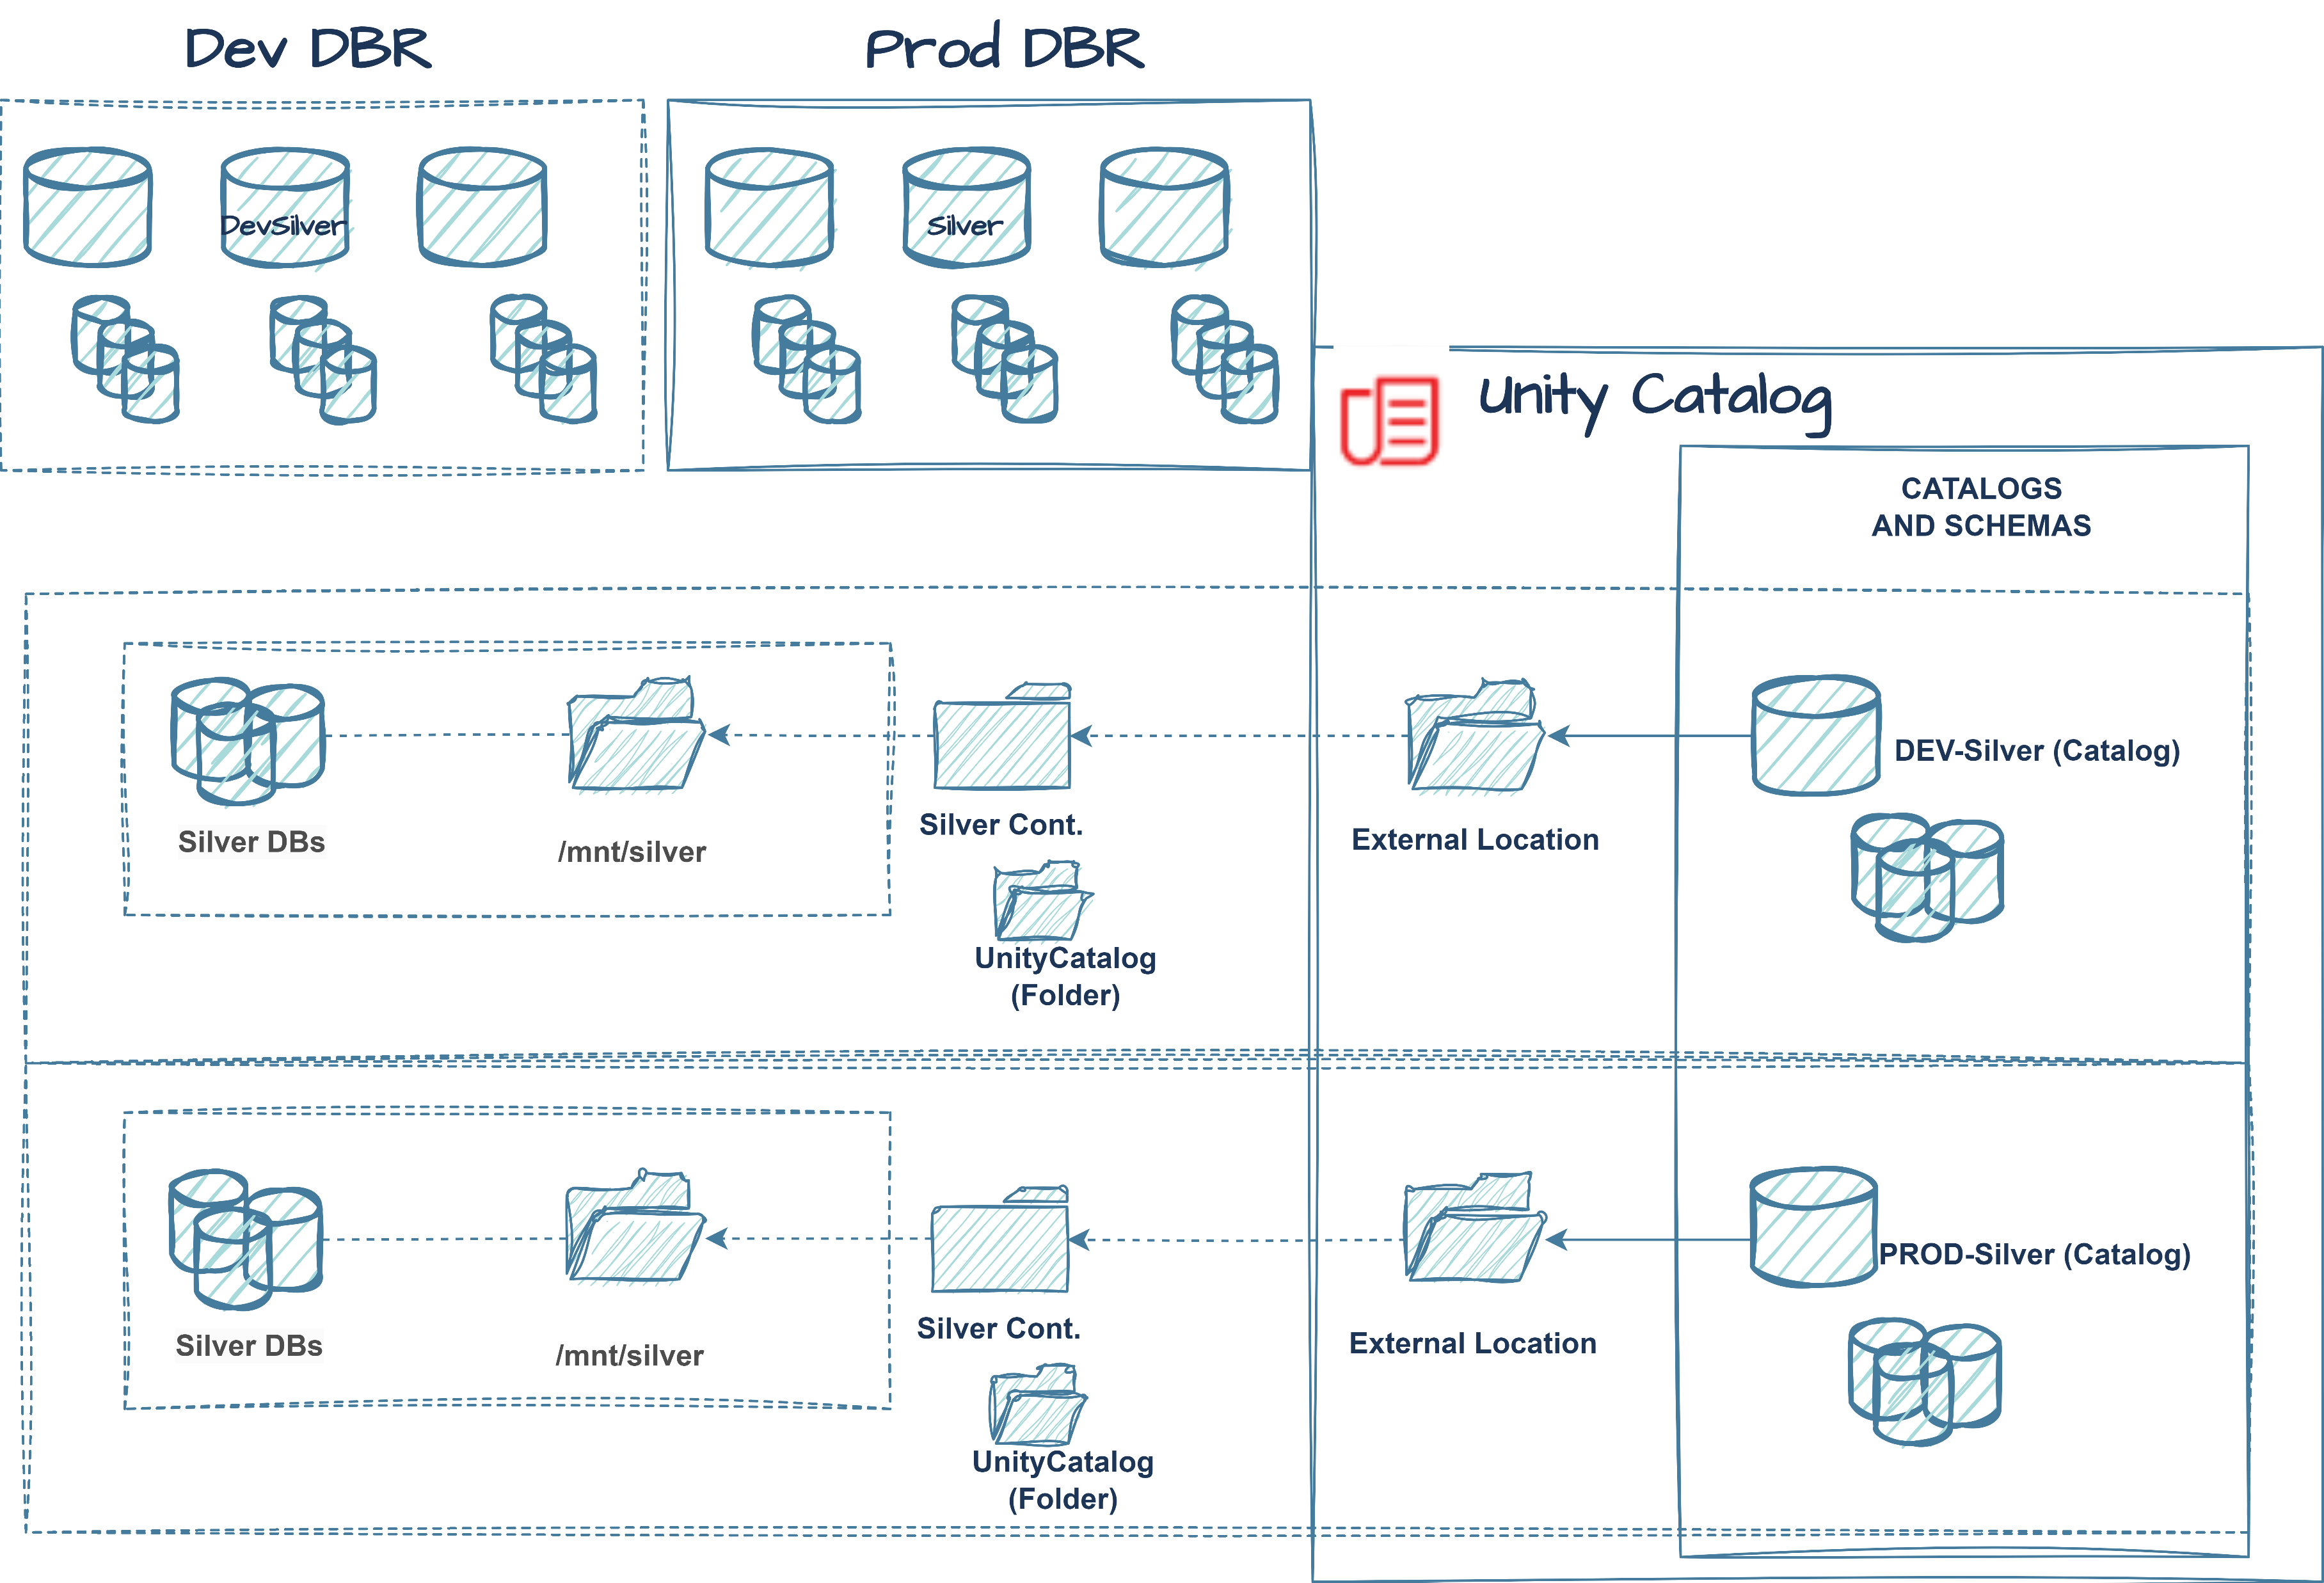 Dev DBR
Prod DBR
DevSilver
Silver
Unity Catalog
CATALOGS
AND SCHEMAS
DEV-Silver (Catalog)
Silver Cont.
External Location
Silver DBs
/mnt/silver
UnityCatalog
(Folder)
PROD-Silver (Catalog)
Silver Cont.
External Location
Silver DBs
/mnt/silver
UnityCatalog
(Folder)